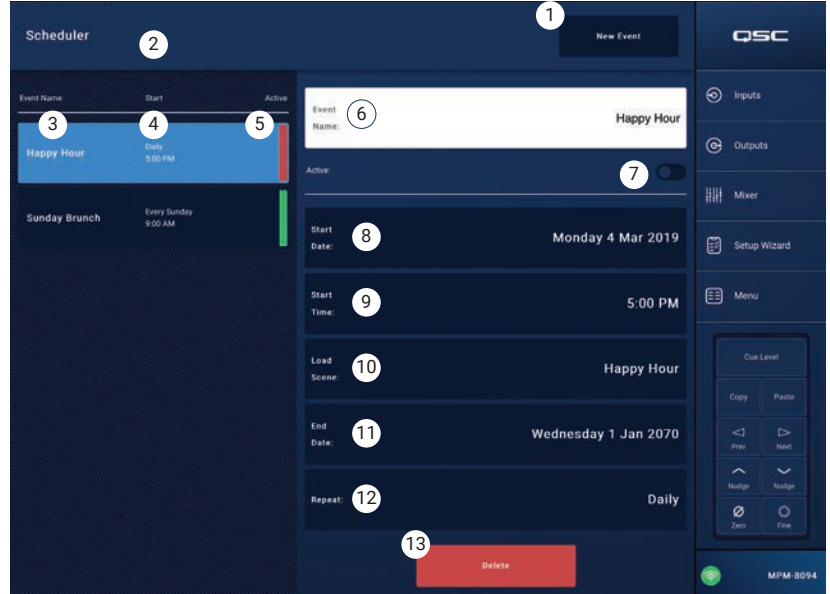 1
Scheduler
2
New Event
QSC
Event Name Start Active
3 4 5
Happy Hour
Daily
5:00 PM
Sunday Brunch
Every Sunday
9:00 AM
Event
Name:
6
Happy Hour
Active:
7
Start
Date:
8
Monday 4 Mar 2019
Start
Time:
9
5:00 PM
Load
Scene:
10
Happy Hour
End
Date:
11
Wednesday 1 Jan 2070
Repeat:
12
Daily
13
Delete
Inputs
Outputs
Mixer
Setup Wizard
Menu
Cue Level
Copy Paste
Prev Next
Nudge Nudge
Zero Fine
MPM-8094